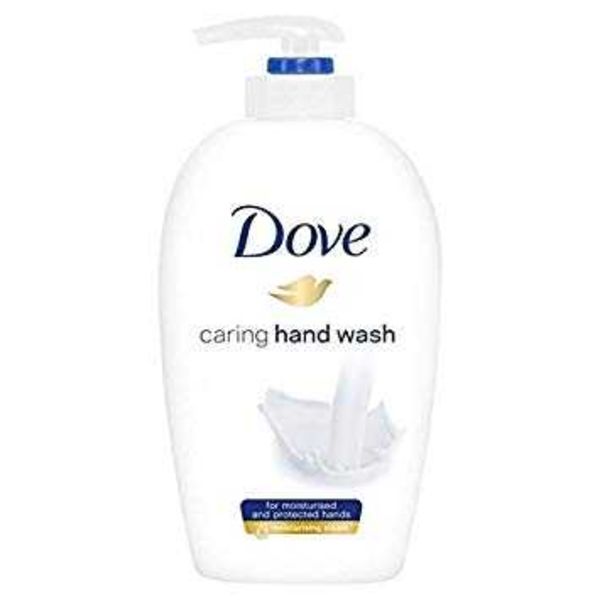 Dove
caring hand wash
for moisturised
and protected hands